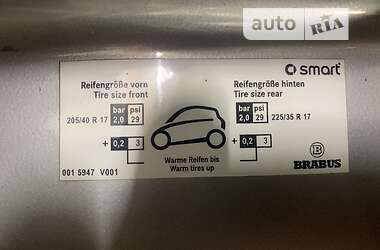 auto RIA
smart
Reifengröße vorn
Tire size front
Reifengröße hinten
Tire size rear
bar psi
205/40 R 17 2,0 29
+ 0,2 3
bar psi
2,0 29 225/35 R 17
+ 0,2 3
Warme Reifen bis
Warm tires up
001 5947 V001
B
BRABUS